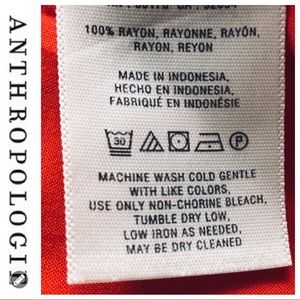 ANTHROPOLOGI
100% RAYON, RAYONNE, RAYÓN,
RAYON, REYON
MADE IN INDONESIA,
HECHO EN INDONESIA,
FABRIQUÉ EN INDONÉSIE
30 P
MACHINE WASH COLD GENTLE
WITH LIKE COLORS,
USE ONLY NON-CHORINE BLEACH,
TUMBLE DRY LOW,
LOW IRON AS NEEDED,
MAY BE DRY CLEANED